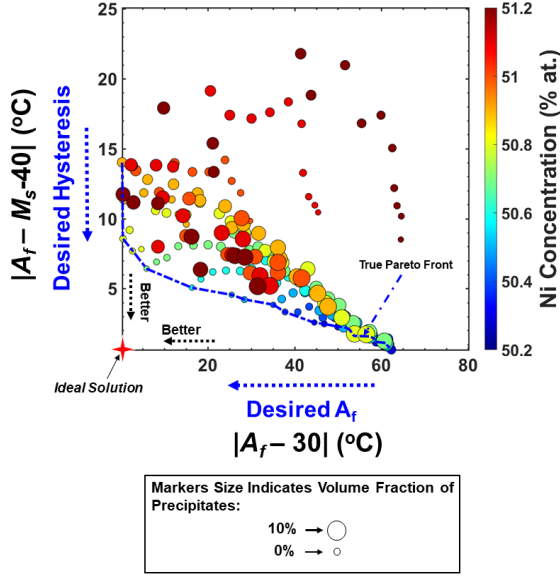 25
20
15
10
5
20
40
60
80
|Af – Ms-40| (oC)
Desired Hysteresis
Better
Better
True Pareto Front
Ideal Solution
Desired Af
|Af – 30| (oC)
51.2
51
50.8
50.6
50.4
50.2
Ni Concentration (% at.)
Markers Size Indicates Volume Fraction of
Precipitates:
10%
0%